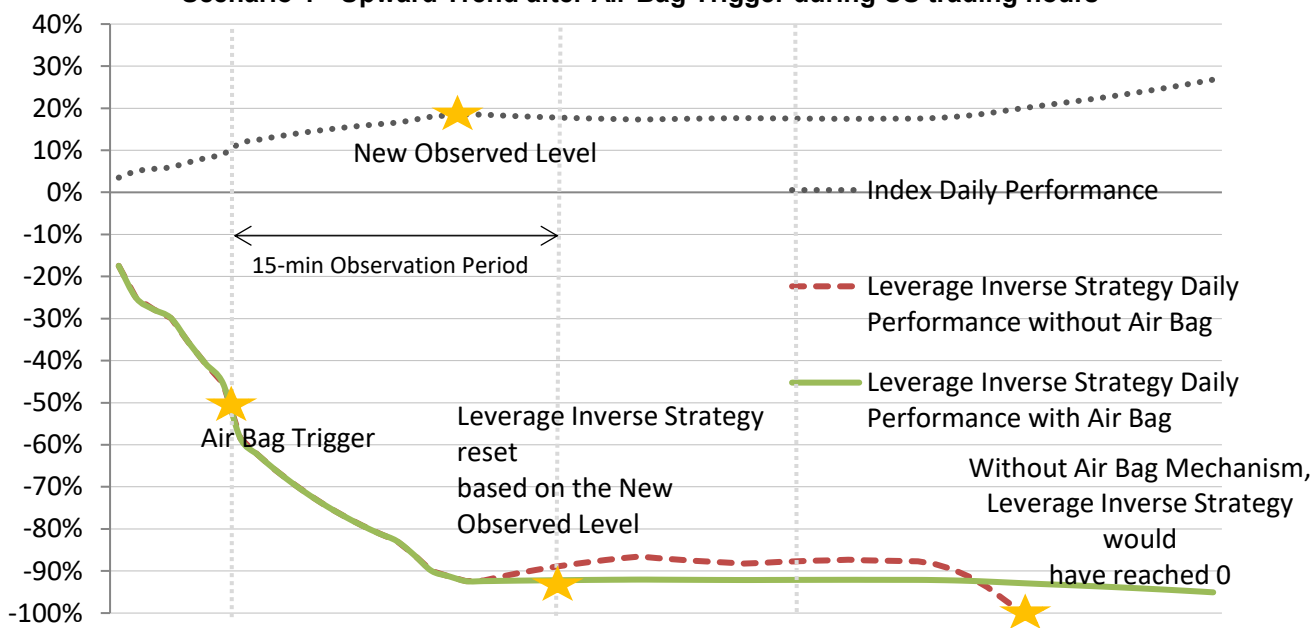 Scenario 1 - Upward Trend after Air Bag Trigger during US trading hours
40%
30%
20%
10%
0%
-10%
-20%
-30%
-40%
-50%
-60%
-70%
-80%
-90%
-100%
New Observed Level
Index Daily Performance
15-min Observation Period
Leverage Inverse Strategy Daily
Performance without Air Bag
Leverage Inverse Strategy Daily
Performance with Air Bag
Air Bag Trigger
Leverage Inverse Strategy
reset
based on the New
Observed Level
Without Air Bag Mechanism,
Leverage Inverse Strategy
would
have reached 0